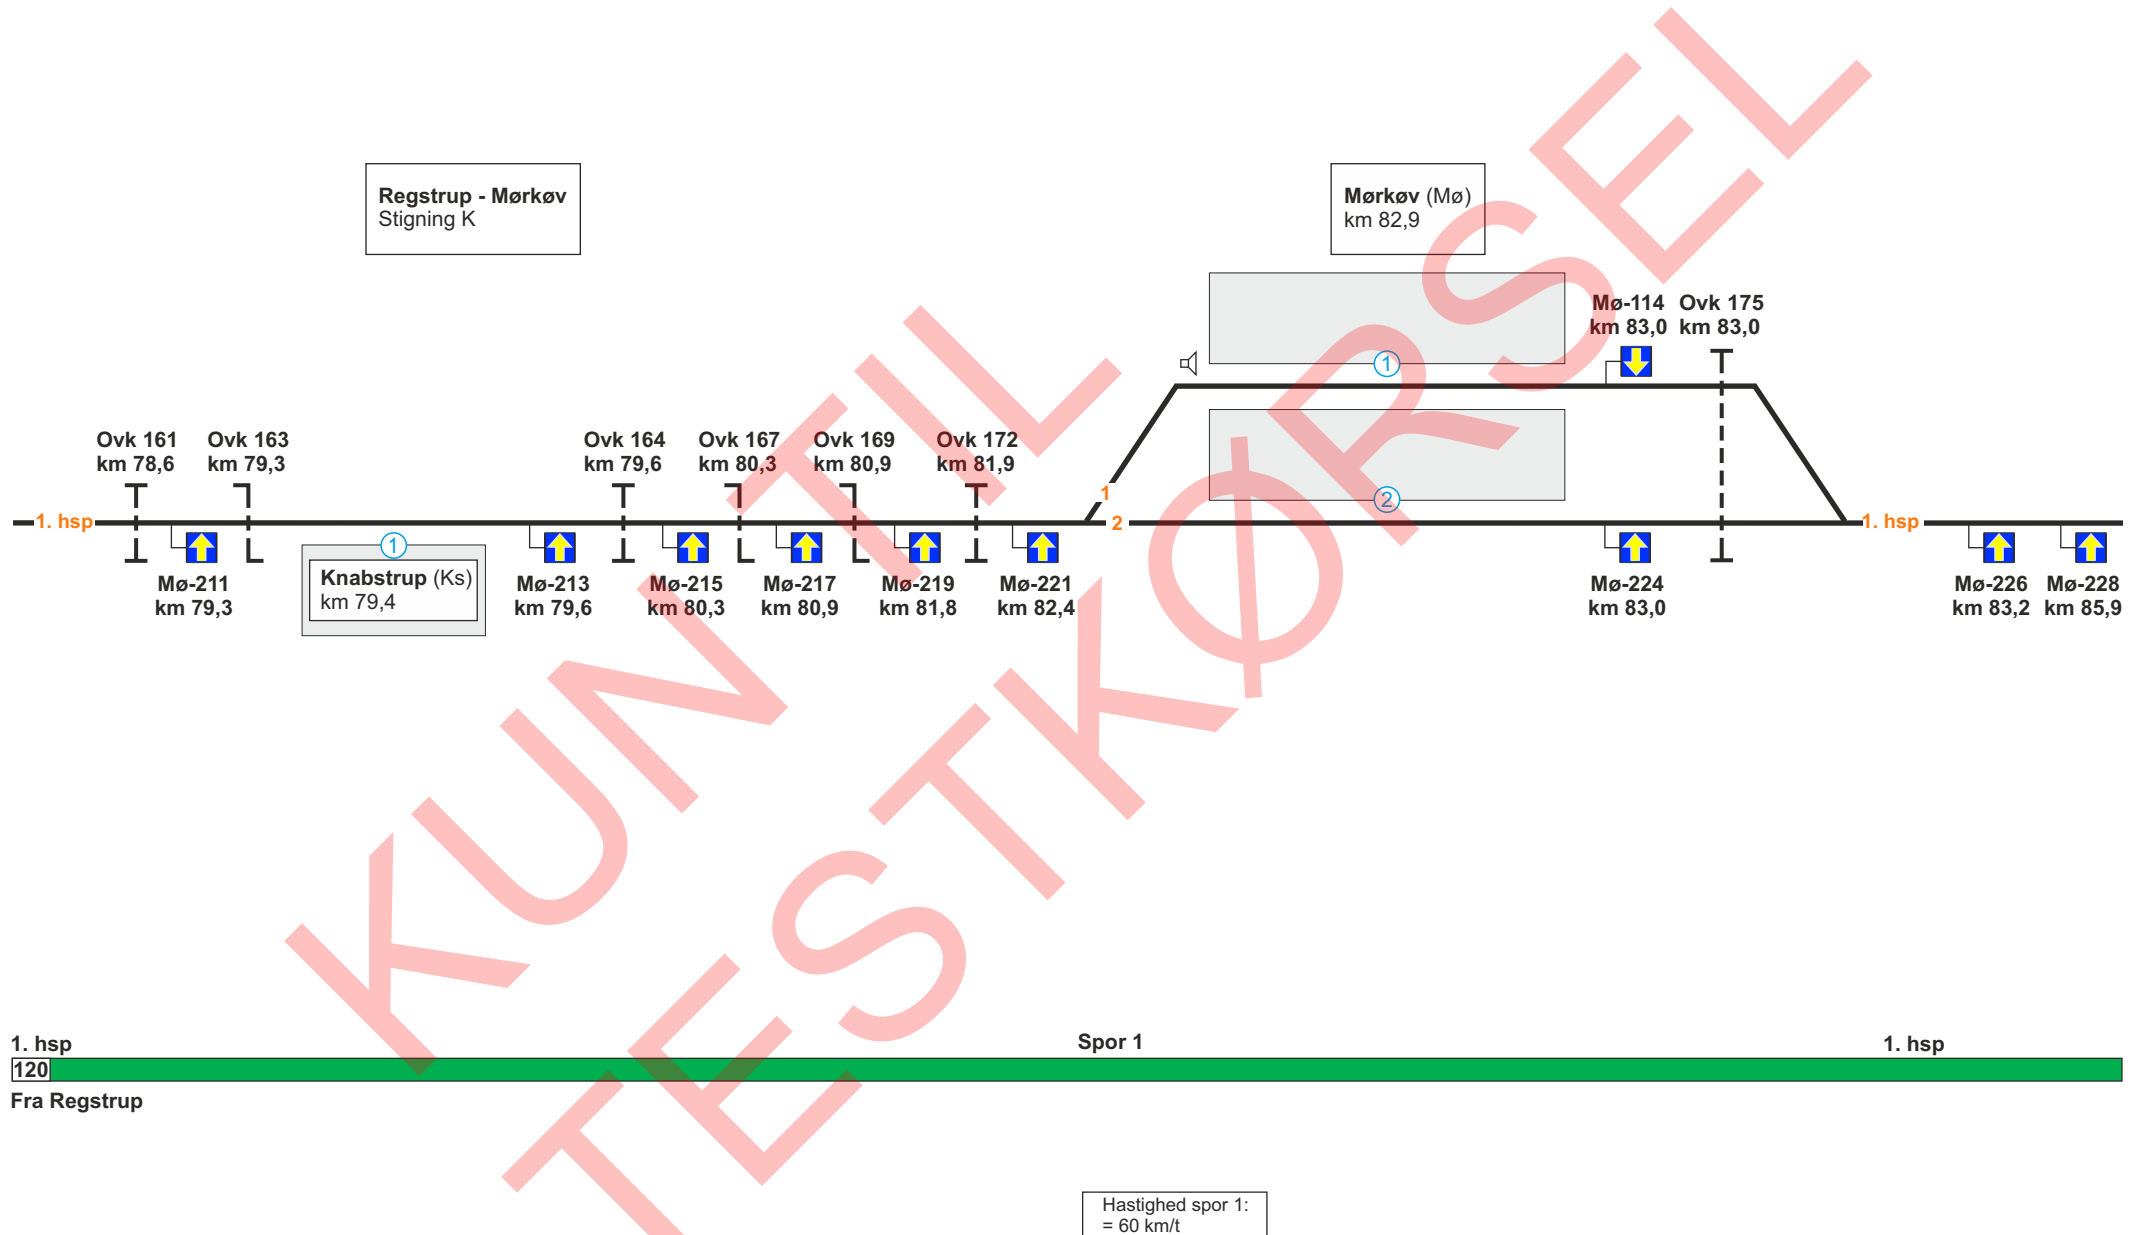 Regstrup - Mørkøv
Stigning K
Mørkøv (Mø)
km 82,9
Mø-114 Ovk 175
km 83,0 km 83,0
1
Ovk 161 Ovk 163 Ovk 164 Ovk 167 Ovk 169 Ovk 172
km 78,6 km 79,3 km 79,6 km 80,3 km 80,9 km 81,9
1
2
1. hsp 2 1. hsp
1
Knabstrup (Ks)
km 79,4
Mø-211 Mø-213 Mø-215 Mø-217 Mø-219 Mø-221 Mø-224 Mø-226 Mø-228
km 79,3 km 79,6 km 80,3 km 80,9 km 81,8 km 82,4 km 83,0 km 83,2 km 85,9
KUN TIL
TESTKØRSEL
1. hsp Spor 1 1. hsp
120
Fra Regstrup
Hastighed spor 1:
= 60 km/t